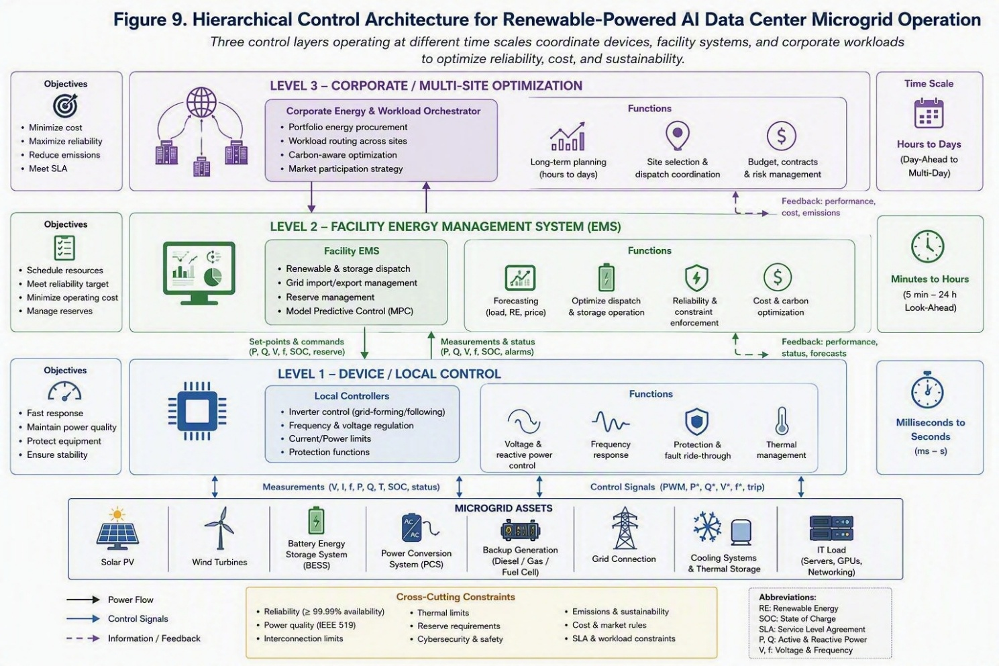 Figure 9. Hierarchical Control Architecture for Renewable-Powered AI Data Center Microgrid Operation
Three control layers operating at different time scales coordinate devices, facility systems, and corporate workloads
to optimize reliability, cost, and sustainability.
Objectives
• Minimize cost
• Maximize reliability
• Reduce emissions
• Meet SLA
LEVEL 3 – CORPORATE / MULTI-SITE OPTIMIZATION
Corporate Energy & Workload Orchestrator
• Portfolio energy procurement
• Workload routing across sites
• Carbon-aware optimization
• Market participation strategy
Functions
Long-term planning
(hours to days)
Site selection &
dispatch coordination
$
Budget, contracts
& risk management
Time Scale
Hours to Days
(Day-Ahead to
Multi-Day)
Feedback: performance,
cost, emissions
Objectives
• Schedule resources
• Meet reliability target
• Minimize operating cost
• Manage reserves
LEVEL 2 – FACILITY ENERGY MANAGEMENT SYSTEM (EMS)
Facility EMS
• Renewable & storage dispatch
• Grid import/export management
• Reserve management
• Model Predictive Control (MPC)
Functions
Forecasting
(load, RE, price)
Optimize dispatch
& storage operation
Reliability &
constraint
enforcement
$
Cost & carbon
optimization
Minutes to Hours
(5 min – 24 h
Look-Ahead)
Set-points & commands
(P, Q, V, f, SOC, reserve)
Measurements & status
(P, Q, V, f, SOC, alarms)
Feedback: performance,
status, forecasts
Objectives
• Fast response
• Maintain power quality
• Protect equipment
• Ensure stability
LEVEL 1 – DEVICE / LOCAL CONTROL
Local Controllers
• Inverter control (grid-forming/following)
• Frequency & voltage regulation
• Current/Power limits
• Protection functions
Functions
Voltage &
reactive power
control
Frequency
response
Protection &
fault ride-through
Thermal
management
Milliseconds to
Seconds
(ms – s)
Measurements (V, I, f, P, Q, T, SOC, status)
Control Signals (PWM, P*, Q*, V*, f*, trip)
MICROGRID ASSETS
Solar PV
Wind Turbines
Battery Energy
Storage System
(BESS)
AC
AC
Power Conversion
System (PCS)
Backup Generation
(Diesel / Gas /
Fuel Cell)
Grid Connection
Cooling Systems
& Thermal Storage
IT Load
(Servers, GPUs,
Networking)
Power Flow
Control Signals
Information / Feedback
Cross-Cutting Constraints
• Reliability (≥ 99.99% availability)
• Power quality (IEEE 519)
• Interconnection limits
• Thermal limits
• Reserve requirements
• Cybersecurity & safety
• Emissions & sustainability
• Cost & market rules
• SLA & workload constraints
Abbreviations:
RE: Renewable Energy
SOC: State of Charge
SLA: Service Level Agreement
P, Q: Active & Reactive Power
V, f: Voltage & Frequency